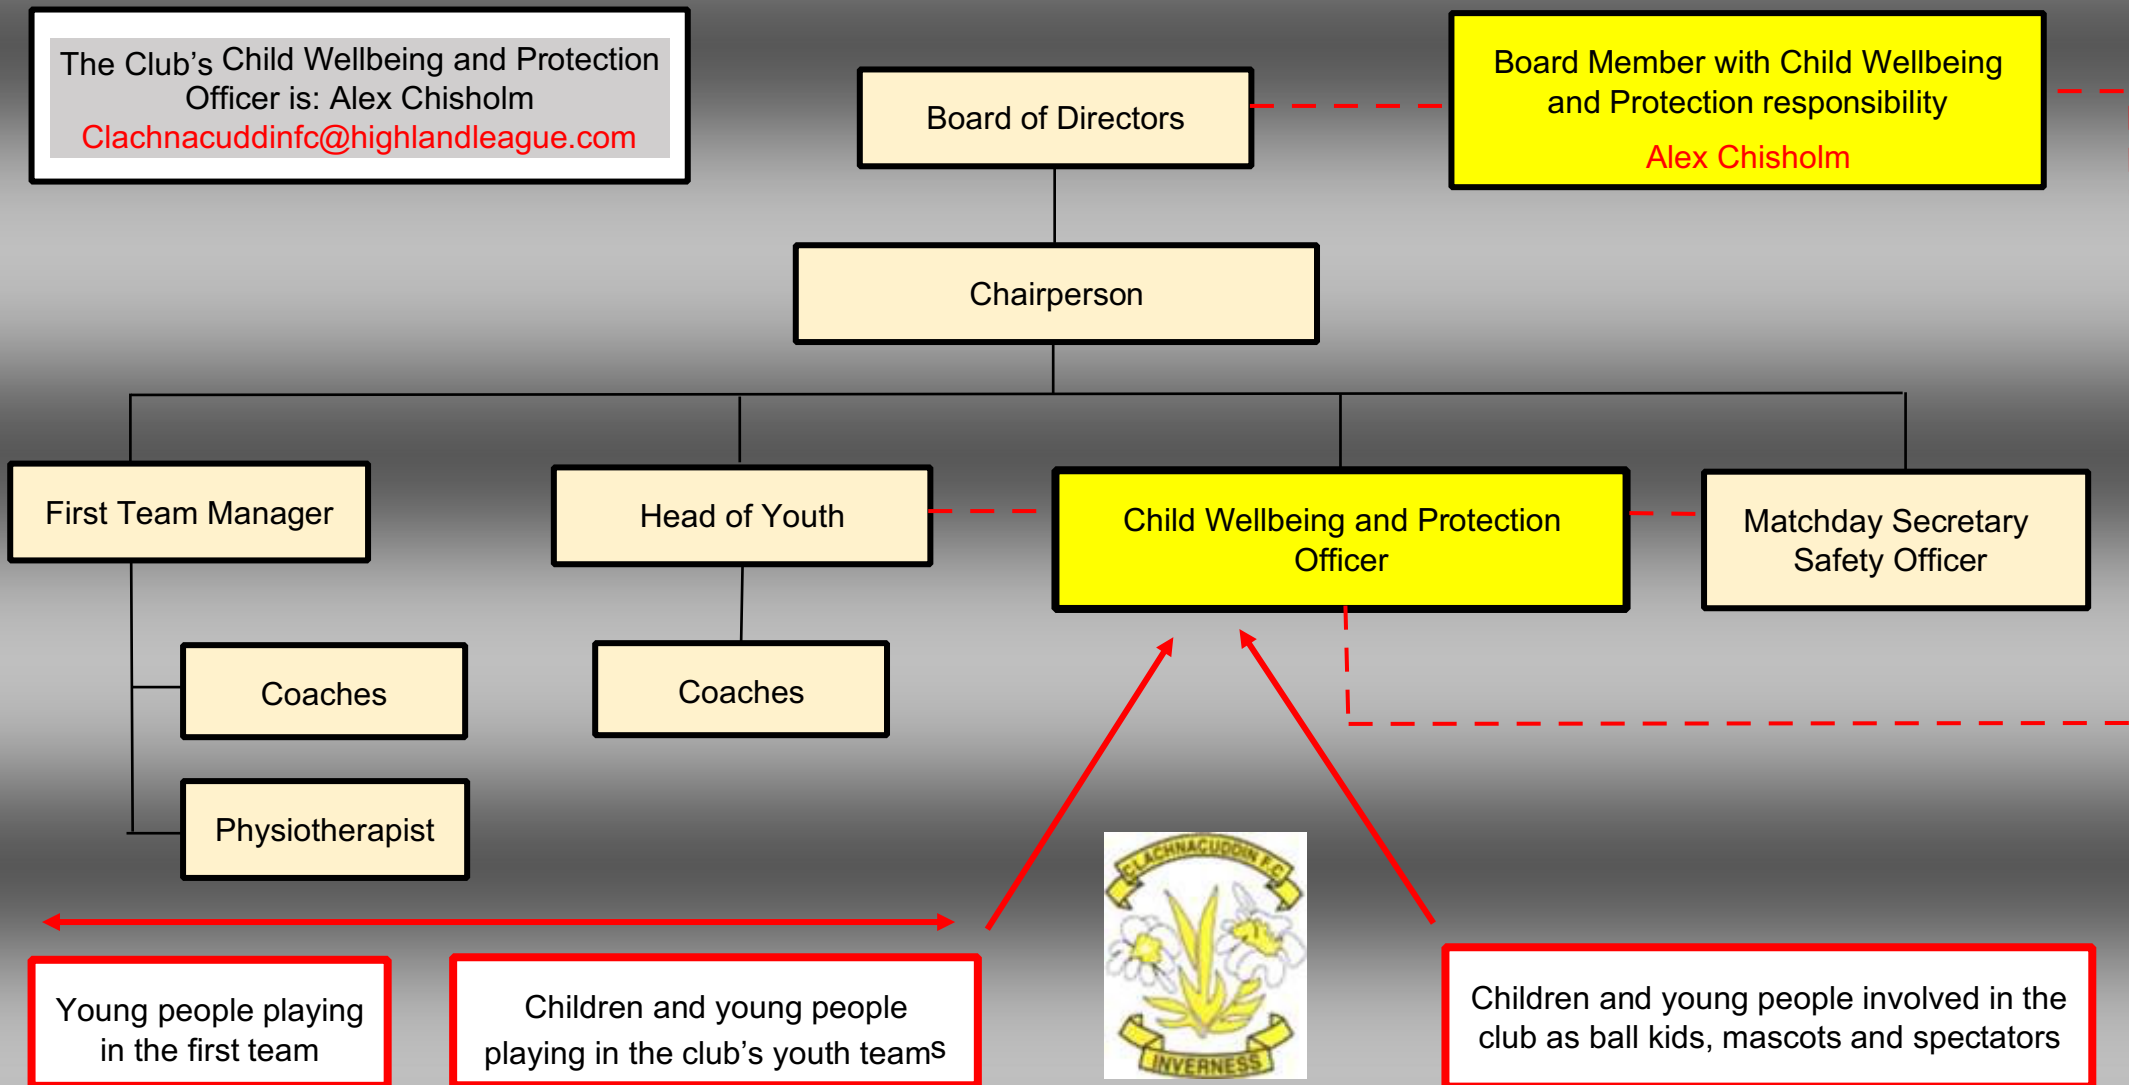 The Club's Child Wellbeing and Protection
Officer is: Alex Chisholm
Clachnacuddinfc@highlandleague.com
Board of Directors
Board Member with Child Wellbeing
and Protection responsibility
Alex Chisholm
Chairperson
First Team Manager
Head of Youth
Child Wellbeing and Protection
Officer
Matchday Secretary
Safety Officer
Coaches
Coaches
Physiotherapist
CLACHNACUDDIN F.C
INVERNESS
Young people playing
in the first team
Children and young people
playing in the club's youth teams
Children and young people involved in the
club as ball kids, mascots and spectators